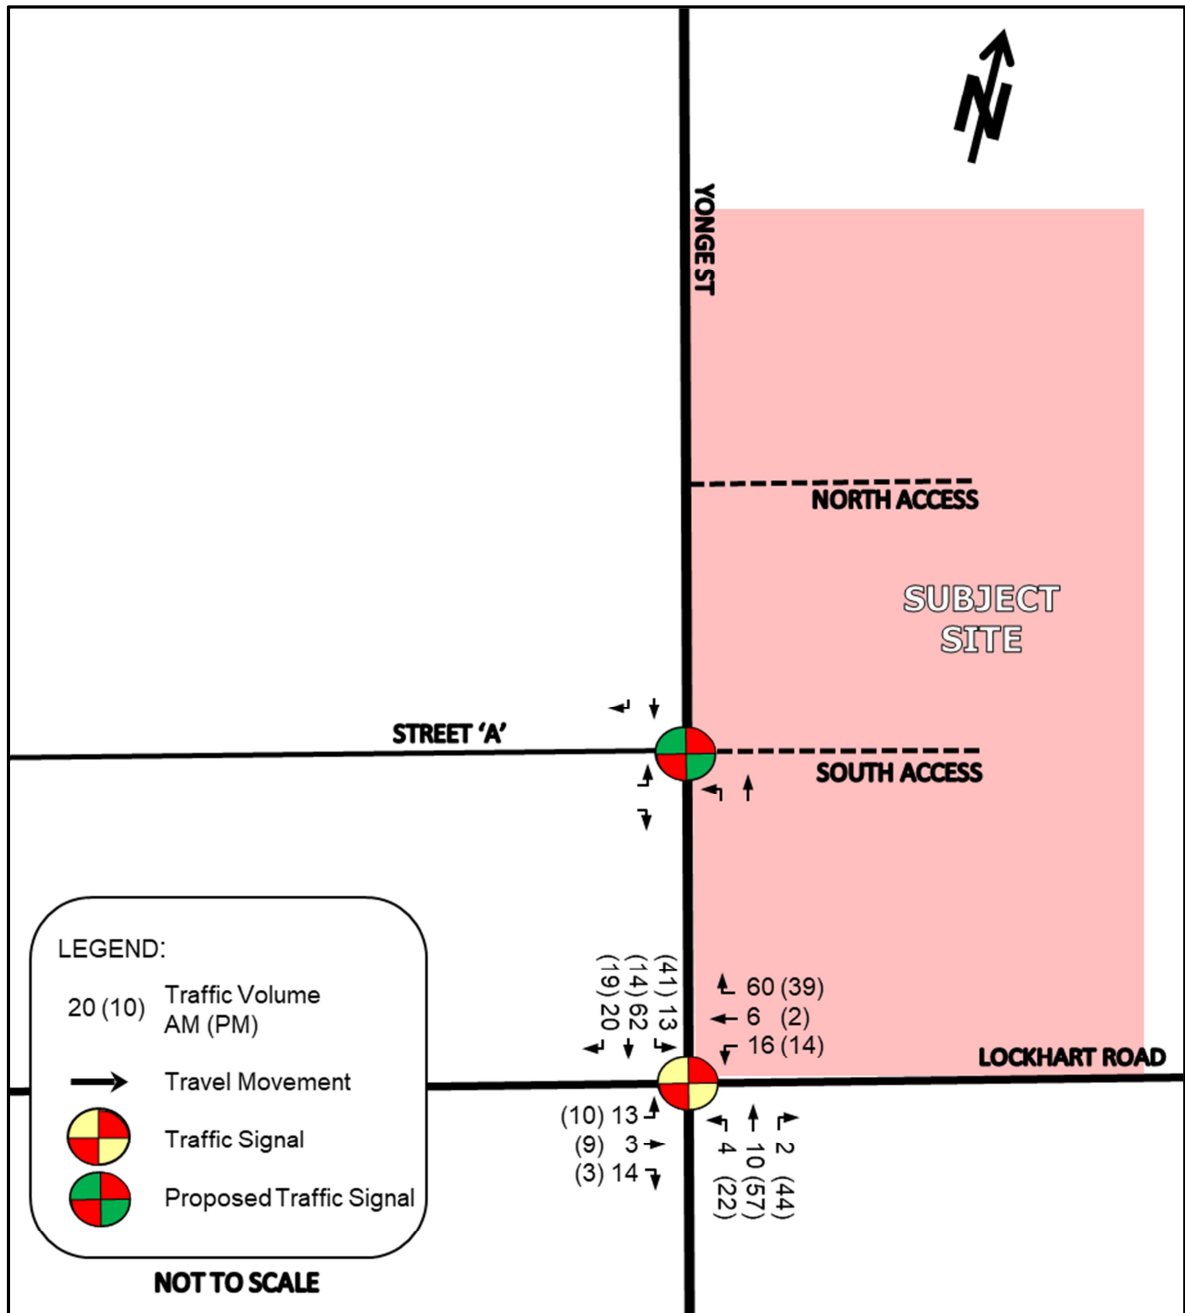 N
YONGE ST
NORTH ACCESS
SUBJECT
SITE
STREET ‘A’
SOUTH ACCESS
(19) 20
(14) 62
(41) 13
60 (39)
6 (2)
16 (14)
LOCKHART ROAD
(10) 13
(9) 3
(3) 14
4 (22)
10 (57)
2 (44)
LEGEND:
20 (10) Traffic Volume
AM (PM)
Travel Movement
Traffic Signal
Proposed Traffic Signal
NOT TO SCALE